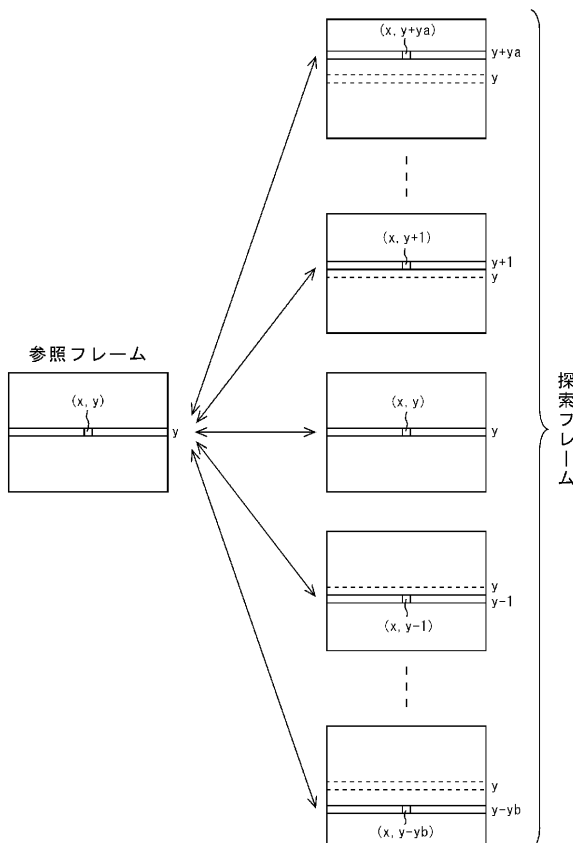 (x, y+ya)
y+ya
y
(x, y+1)
y+1
y
参照フレーム
(x, y)
y
(x, y)
y
探索フレーム
y
y-1
(x, y-1)
y
y-yb
(x, y-yb)